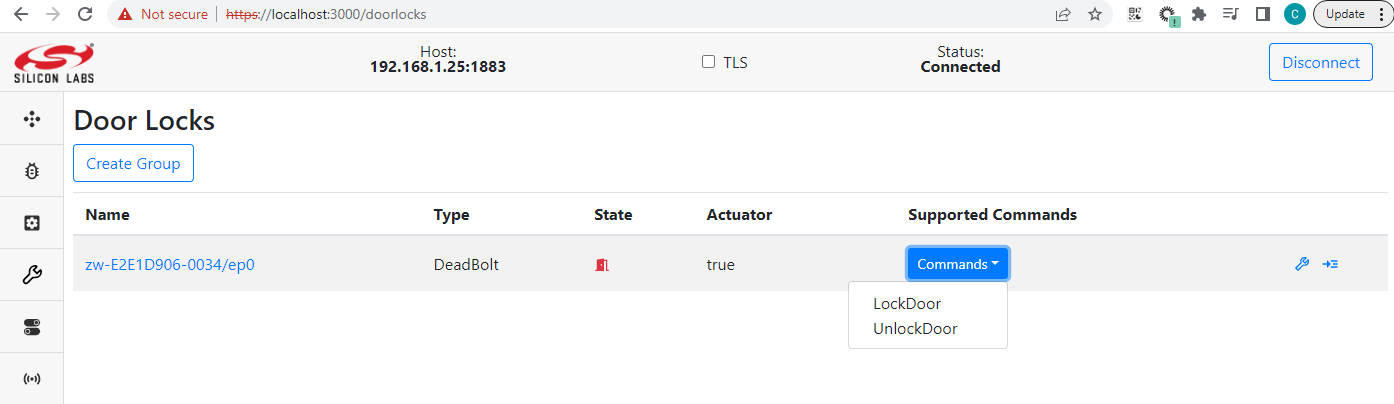 Not secure
https://localhost:3000/doorlocks
C
Update
SILICON LABS
Host:
192.168.1.25:1883
TLS
Status:
Connected
Disconnect
Door Locks
Create Group
Name Type State Actuator Supported Commands
zw-E2E1D906-0034/ep0 DeadBolt true Commands
LockDoor
UnlockDoor